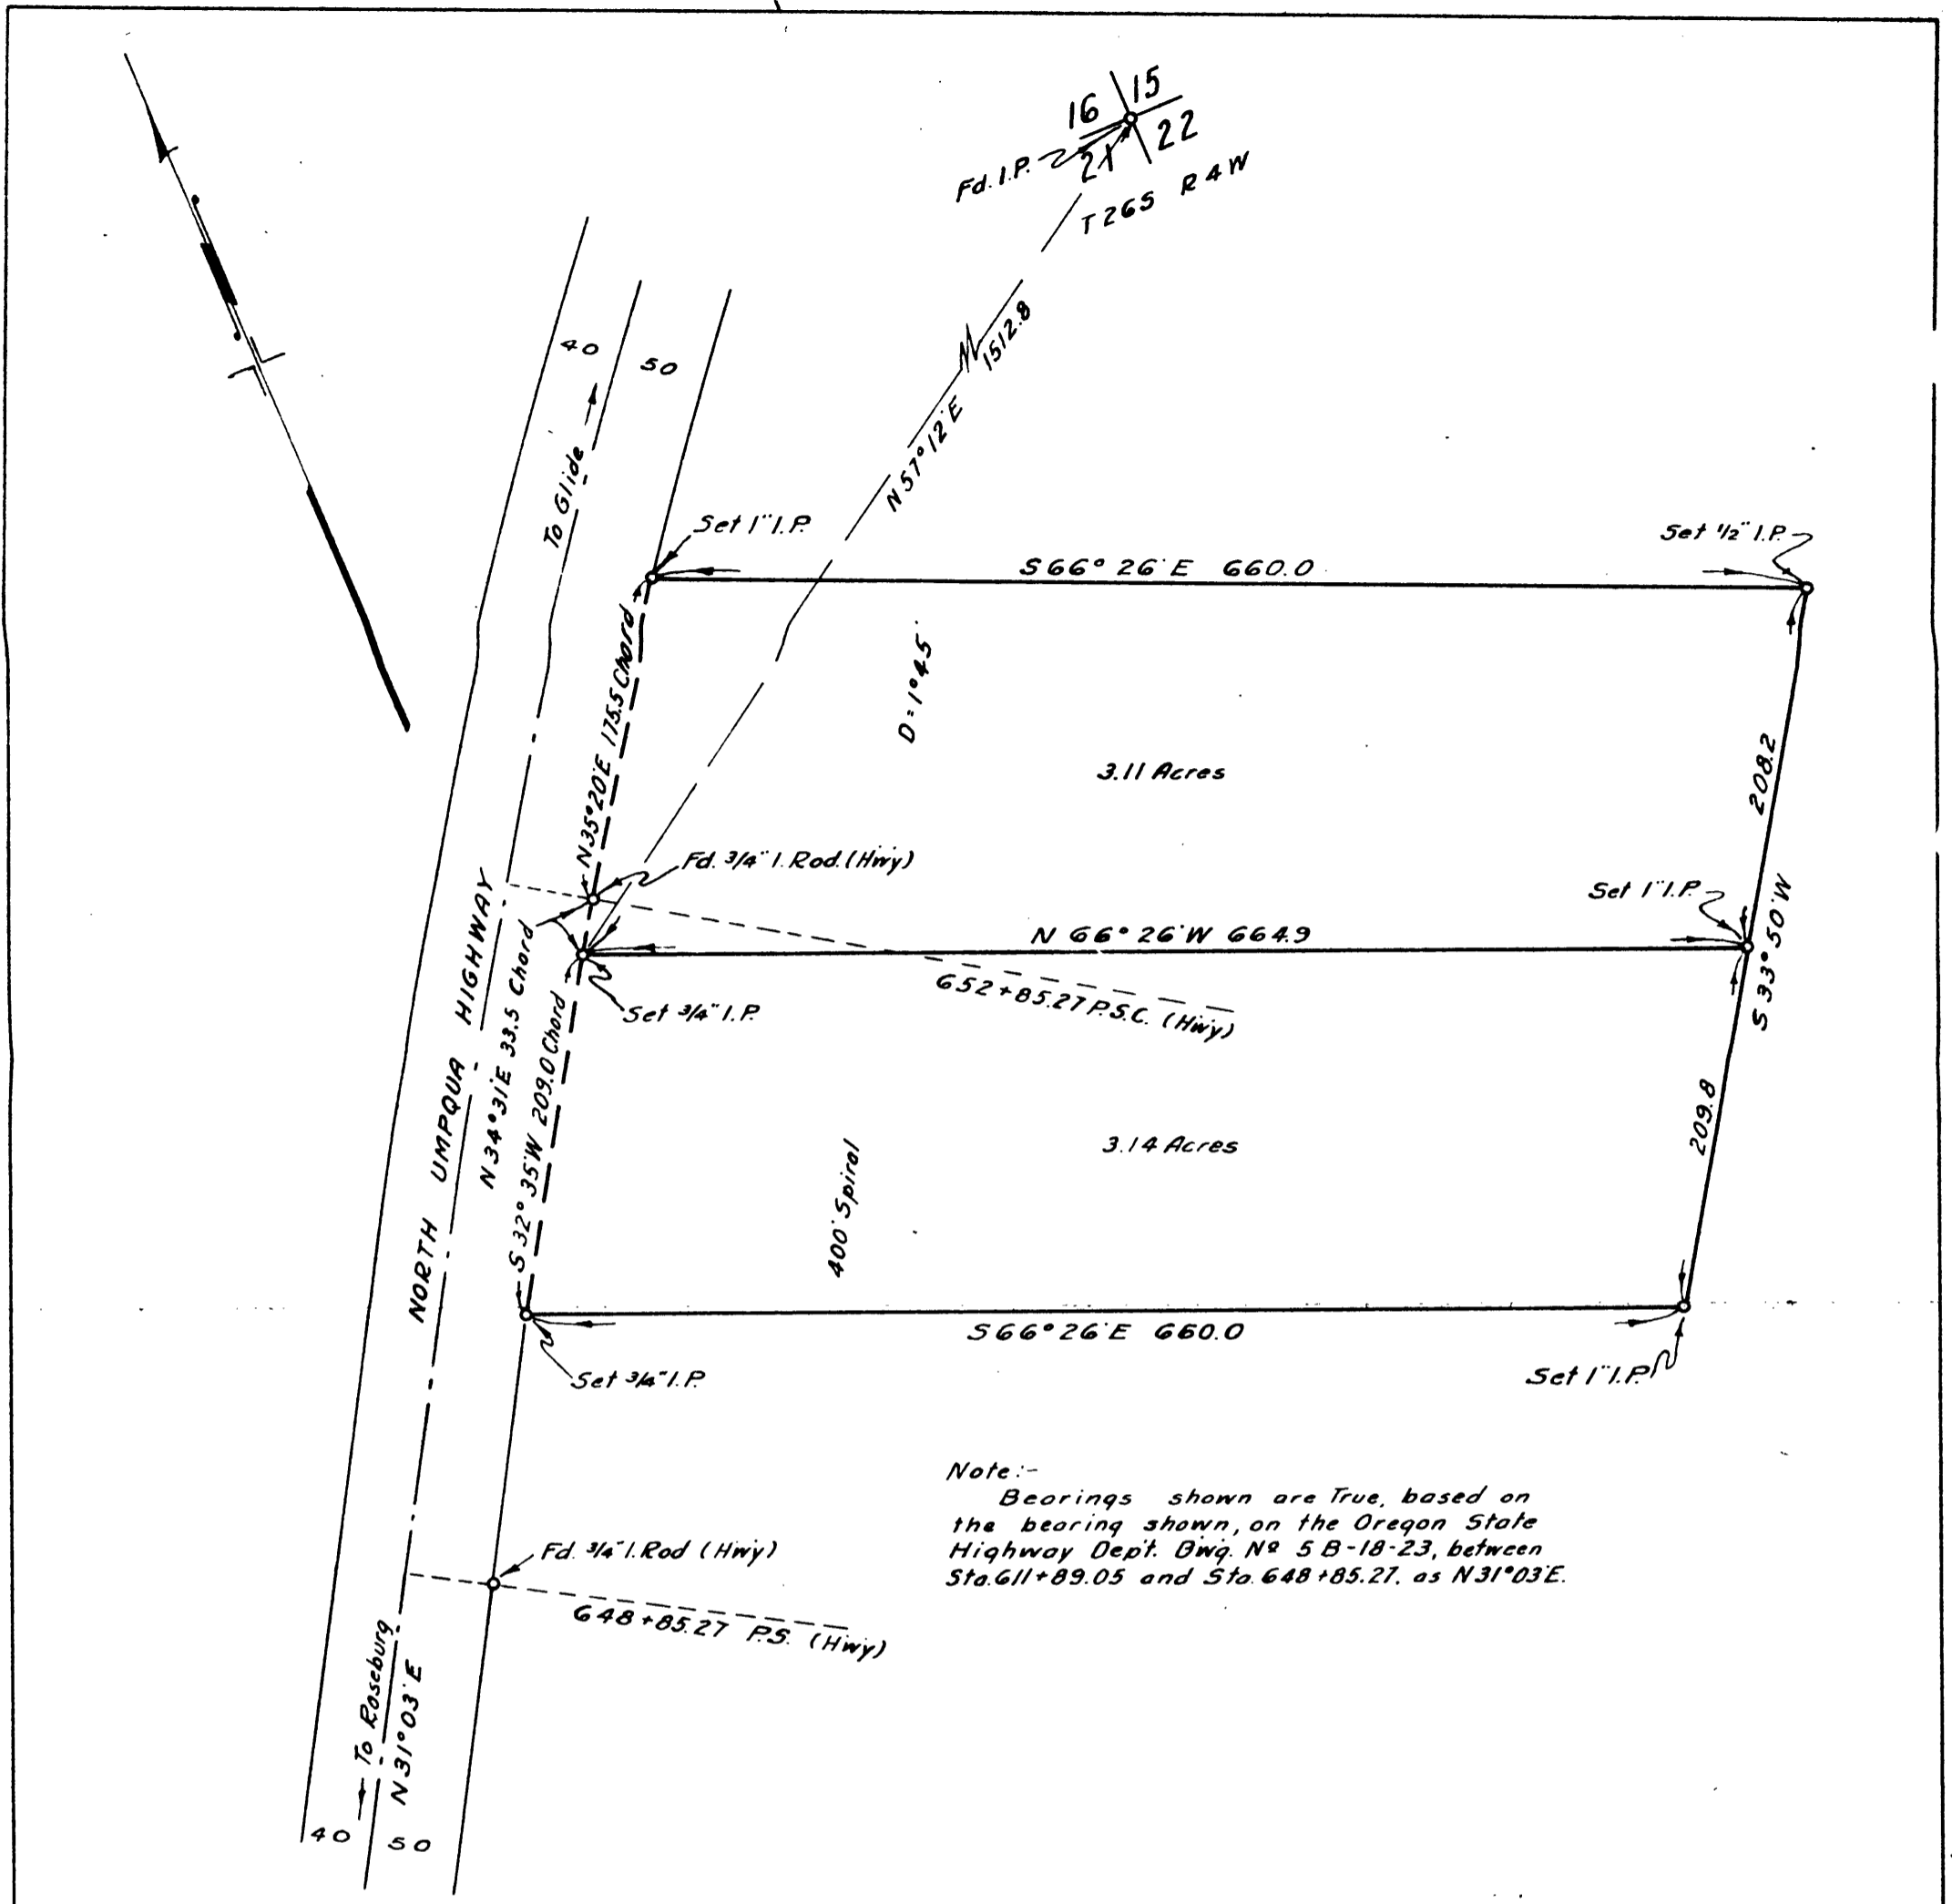 16 15
21 22
Fd. I.P.
T 26 S R 4 W
40
50
To Glide
N 57° 12' E
1512.8
Set 1" I.P.
S 66° 26' E 660.0
Set 1/2" I.P.
N 35° 20' E 175.5 Chord
D = 1° 45'
3.11 Acres
208.2
Fd. 3/4" I. Rod. (Hwy)
Set 1" I.P.
N 66° 26' W 664.9
S 33° 50' W
652+85.27 P.S.C. (Hwy)
Set 3/4" I.P.
N 34° 31' E 33.5 Chord
NORTH UMPQUA HIGHWAY
S 32° 35' W 209.0 Chord
3.14 Acres
209.8
400' Spiral
S 66° 26' E 660.0
Set 3/4" I.P.
Set 1" I.P.
Note:-
Bearings shown are True, based on
the bearing shown, on the Oregon State
Highway Dep't. Dwg. Nº 5 B-18-23, between
Sta. 611+89.05 and Sta. 648+85.27, as N 31° 03' E.
Fd. 3/4" I. Rod (Hwy)
648+85.27 P.S. (Hwy)
To Roseburg
N 31° 03' E
40
50